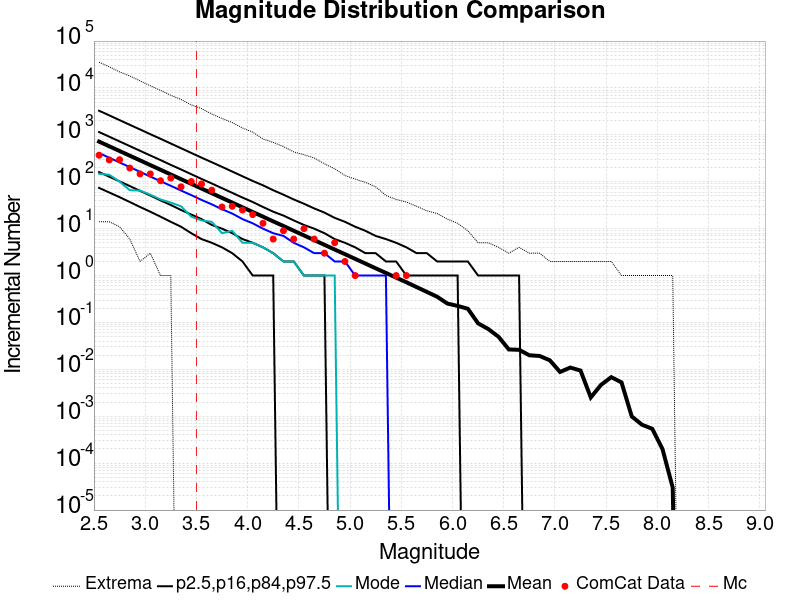 Magnitude Distribution Comparison
10^5
10^4
10^3
10^2
10^1
10^0
10^-1
10^-2
10^-3
10^-4
10^-5
Incremental Number
2.5 3.0 3.5 4.0 4.5 5.0 5.5 6.0 6.5 7.0 7.5 8.0 8.5 9.0
Magnitude
Extrema p2.5,p16,p84,p97.5 Mode Median Mean ComCat Data Mc